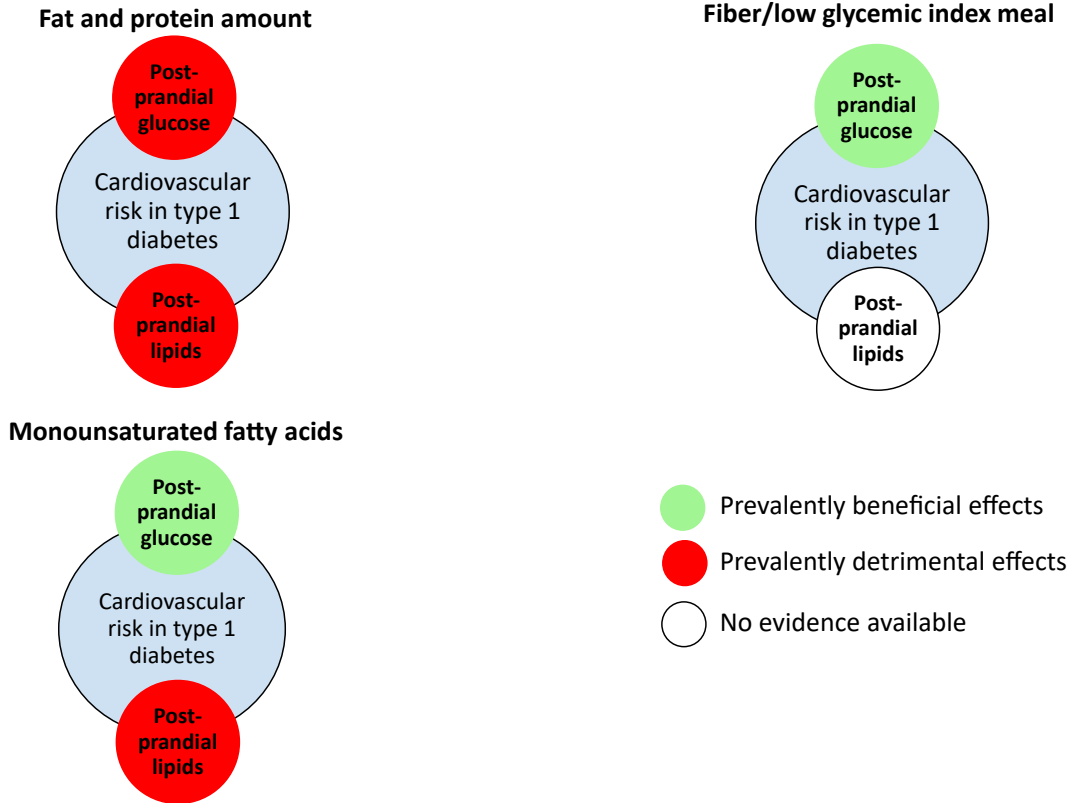 Fat and protein amount
Post-
prandial
glucose
Cardiovascular
risk in type 1
diabetes
Post-
prandial
lipids
Fiber/low glycemic index meal
Post-
prandial
glucose
Cardiovascular
risk in type 1
diabetes
Post-
prandial
lipids
Monounsaturated fatty acids
Post-
prandial
glucose
Cardiovascular
risk in type 1
diabetes
Post-
prandial
lipids
Prevalently beneficial effects
Prevalently detrimental effects
No evidence available